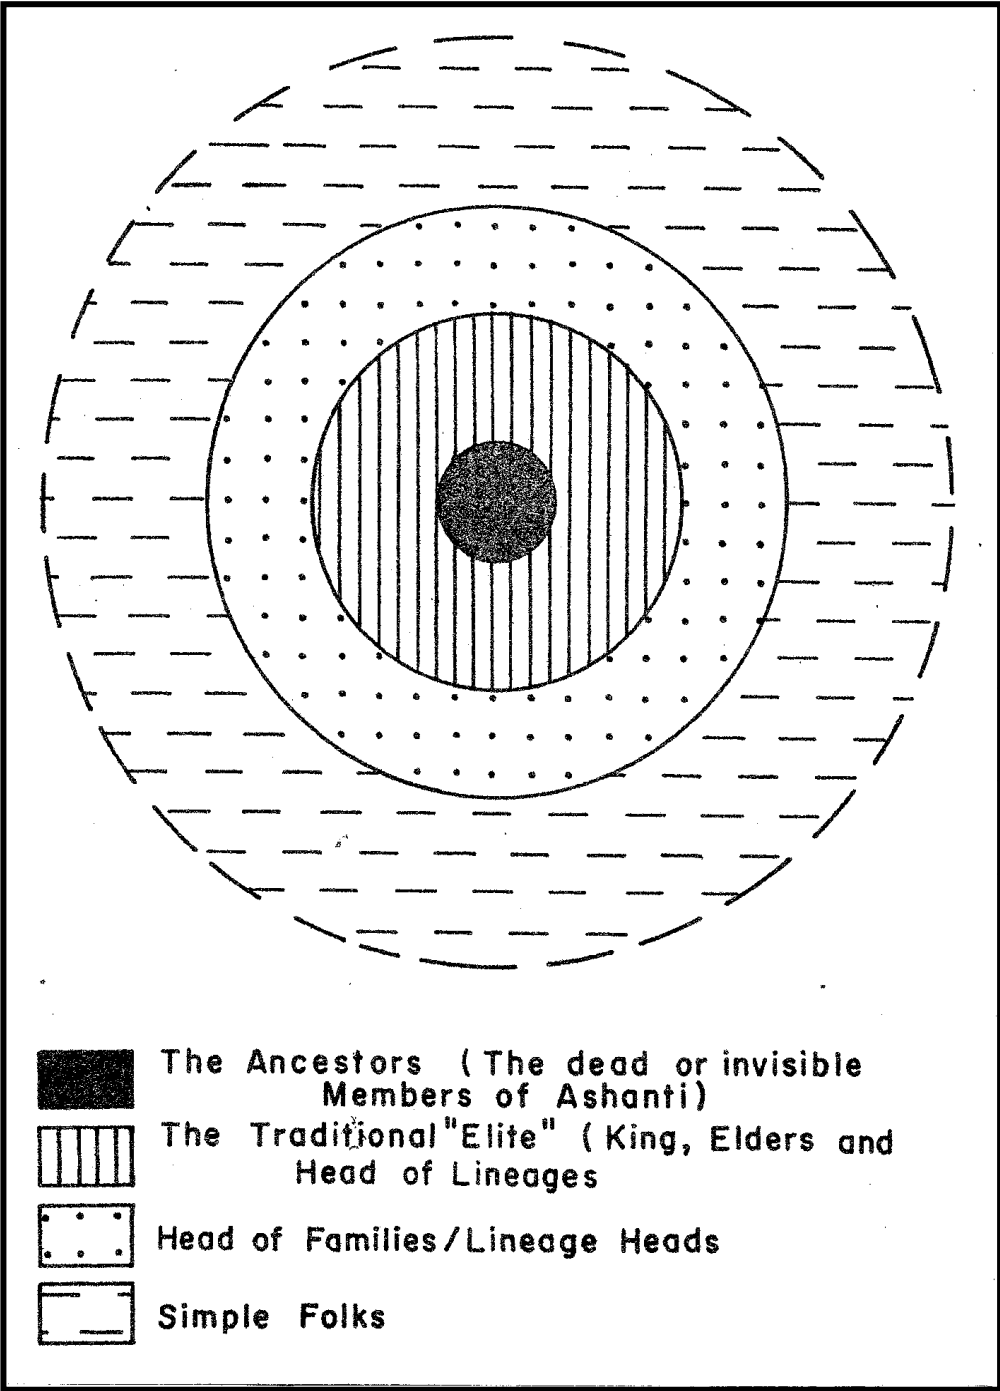 The Ancestors (The dead or invisible
Members of Ashanti)
The Traditional "Elite" (King, Elders and
Head of Lineages
Head of Families/Lineage Heads
Simple Folks